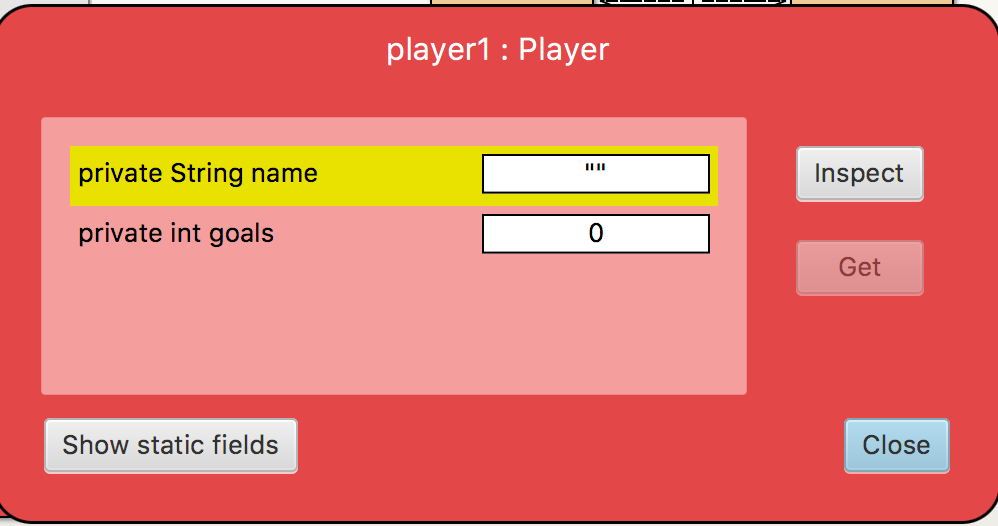 player1 : Player
private String name ""
Inspect
private int goals 0
Get
Show static fields
Close